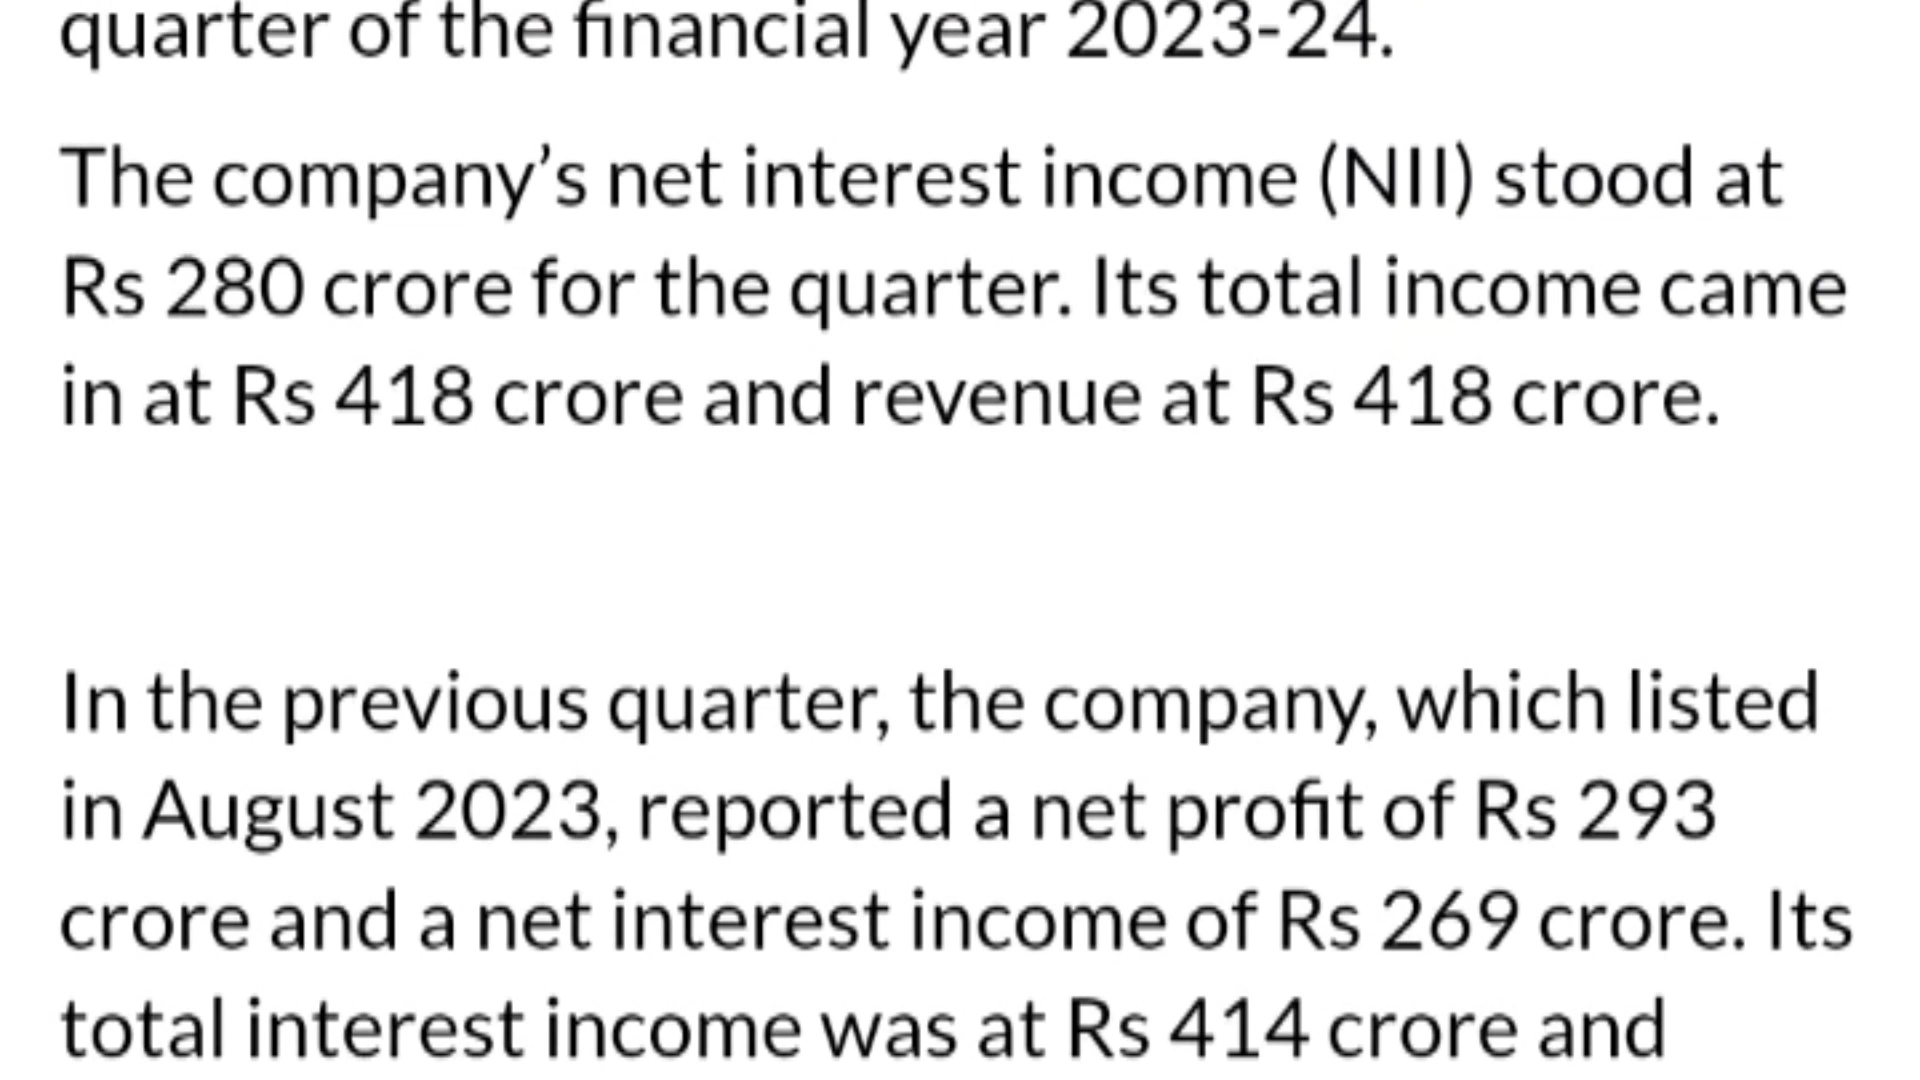 quarter of the financial year 2023-24.
The company’s net interest income (NII) stood at
Rs 280 crore for the quarter. Its total income came
in at Rs 418 crore and revenue at Rs 418 crore.
In the previous quarter, the company, which listed
in August 2023, reported a net profit of Rs 293
crore and a net interest income of Rs 269 crore. Its
total interest income was at Rs 414 crore and